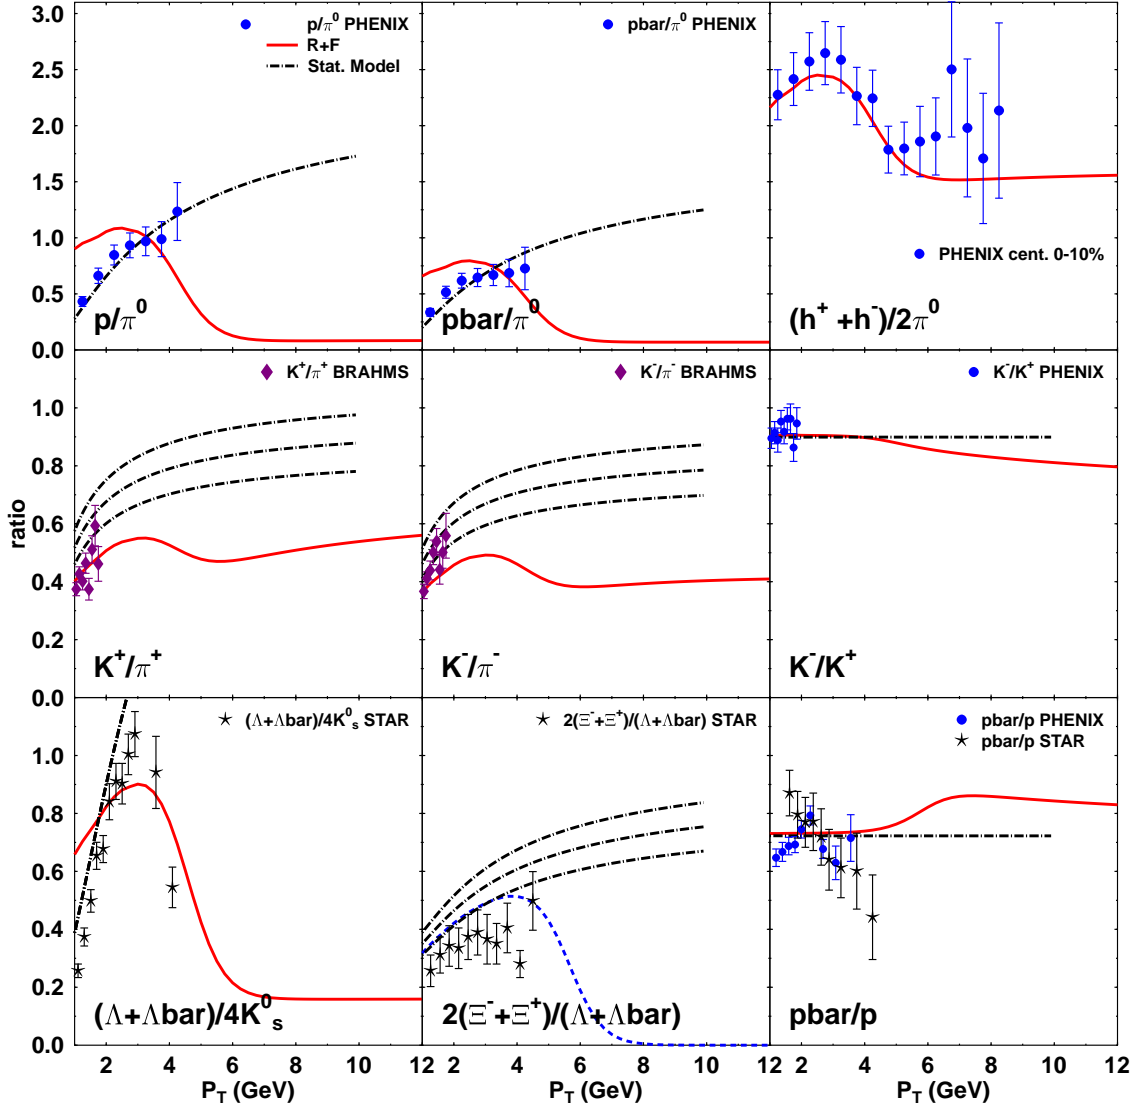 3.0
2.5
2.0
1.5
1.0
0.5
0.0
p/π⁰ PHENIX
R+F
Stat. Model
p/π⁰
pbar/π⁰ PHENIX
pbar/π⁰
PHENIX cent. 0-10%
(h⁺ +h⁻)/2π⁰
ratio
1.0
0.8
0.6
0.4
0.2
0.0
K⁺/π⁺ BRAHMS
K⁺/π⁺
K⁻/π⁻ BRAHMS
K⁻/π⁻
K⁻/K⁺ PHENIX
K⁻/K⁺
1.0
0.8
0.6
0.4
0.2
0.0
(Λ+Λbar)/4K⁰ₛ STAR
(Λ+Λbar)/4K⁰ₛ
2(Ξ⁻+Ξ⁺)/(Λ+Λbar) STAR
2(Ξ⁻+Ξ⁺)/(Λ+Λbar)
pbar/p PHENIX
pbar/p STAR
pbar/p
2 4 6 8 10 12 2 4 6 8 10 12 2 4 6 8 10 12
P_T (GeV) P_T (GeV) P_T (GeV)